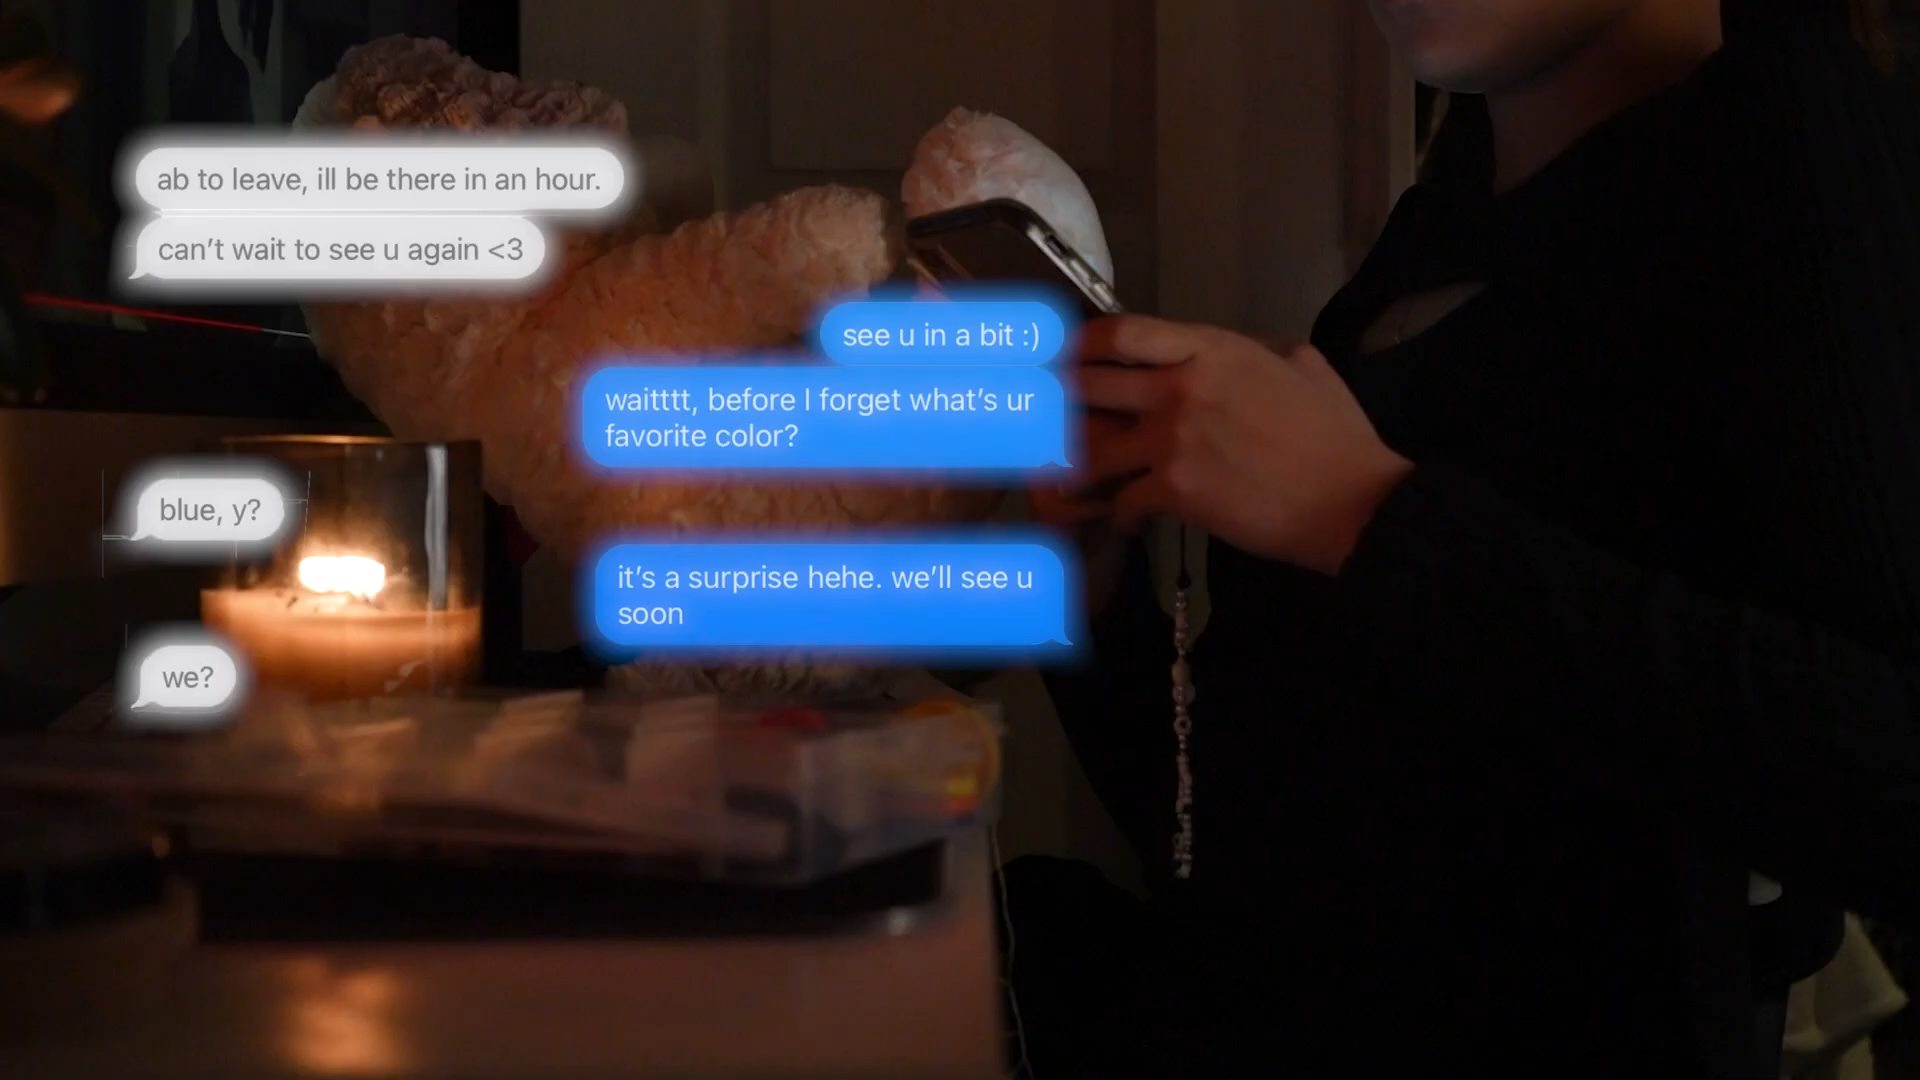 ab to leave, ill be there in an hour.
can’t wait to see u again <3
see u in a bit :)
waitttt, before I forget what’s ur
favorite color?
blue, y?
it’s a surprise hehe. we’ll see u
soon
we?